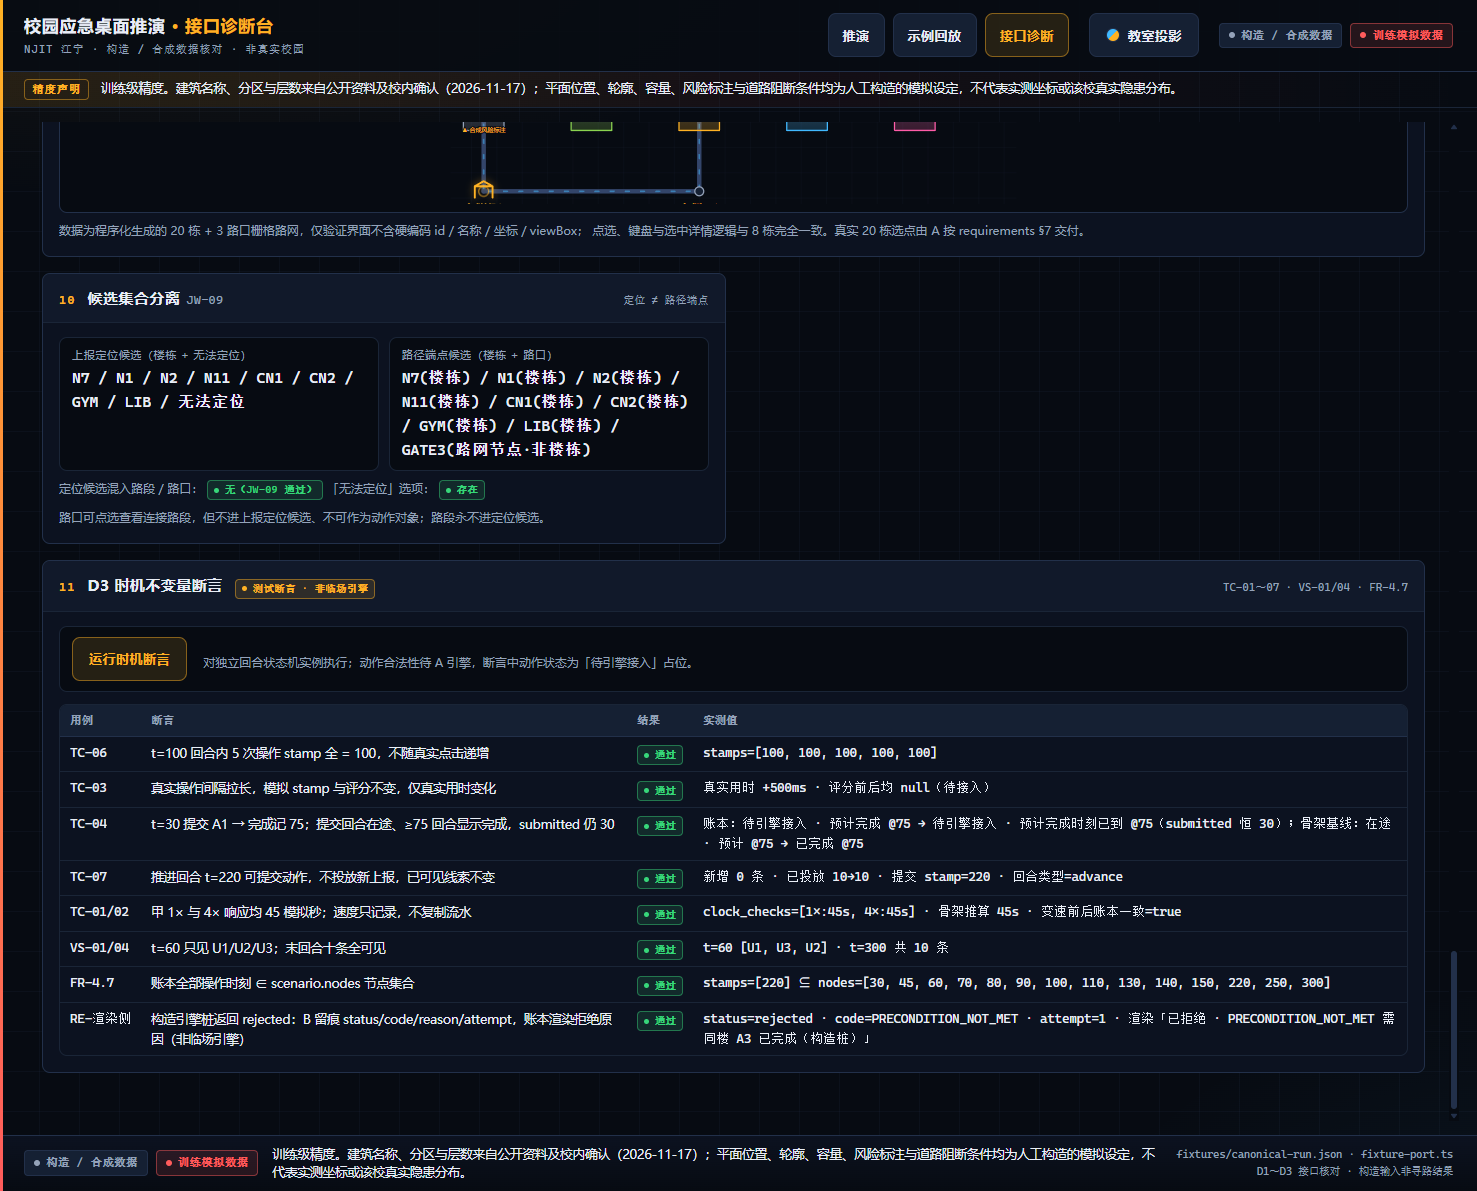 校园应急桌面推演 · 接口诊断台
NJIT 江宁 · 构造 / 合成数据核对 · 非真实校园
推演
示例回放
接口诊断
教室投影
构造 / 合成数据
训练模拟数据
精度声明
训练级精度。建筑名称、分区与层数来自公开资料及校内确认（2026-11-17）；平面位置、轮廓、容量、风险标注与道路阻断条件均为人工构造的模拟设定，不代表实测坐标或该校真实隐患分布。
数据为程序化生成的 20 栋 + 3 路口栅格路网，仅验证界面不含硬编码 id / 名称 / 坐标 / viewBox； 点选、键盘与选中详情逻辑与 8 栋完全一致。真实 20 栋选点由 A 按 requirements §7 交付。
10 候选集合分离 JW-09
定位 ≠ 路径端点
上报定位候选（楼栋 + 无法定位）
N7 / N1 / N2 / N11 / CN1 / CN2 /
GYM / LIB / 无法定位
路径端点候选（楼栋 + 路口）
N7(楼栋) / N1(楼栋) / N2(楼栋) /
N11(楼栋) / CN1(楼栋) / CN2(楼栋)
/ GYM(楼栋) / LIB(楼栋) /
GATE3(路网节点·非楼栋)
定位候选混入路段 / 路口： 无（JW-09 通过） 「无法定位」选项： 存在
路口可点选查看连接路段，但不进上报定位候选、不可作为动作对象；路段永不进定位候选。
11 D3 时机不变量断言 测试断言 · 非临场引擎
TC-01~07 · VS-01/04 · FR-4.7
运行时机断言
对独立回合状态机实例执行；动作合法性待 A 引擎，断言中动作状态为「待引擎接入」占位。
用例 断言 结果 实测值
TC-06 t=100 回合内 5 次操作 stamp 全 = 100，不随真实点击递增 通过 stamps=[100, 100, 100, 100, 100]
TC-03 真实操作间隔拉长，模拟 stamp 与评分不变，仅真实用时变化 通过 真实用时 +500ms · 评分前后均 null（待接入）
TC-04 t=30 提交 A1 → 完成记 75；提交回合在途、≥75 回合显示完成，submitted 仍 30 通过 账本：待引擎接入 · 预计完成 @75 → 待引擎接入 · 预计完成时刻已到 @75（submitted 恒 30）；骨架基线：在途
· 预计 @75 → 已完成 @75
TC-07 推进回合 t=220 可提交动作，不投放新上报，已可见线索不变 通过 新增 0 条 · 已投放 10→10 · 提交 stamp=220 · 回合类型=advance
TC-01/02 甲 1× 与 4× 响应均 45 模拟秒；速度只记录，不复制流水 通过 clock_checks=[1×:45s, 4×:45s] · 骨架推算 45s · 变速前后账本一致=true
VS-01/04 t=60 只见 U1/U2/U3；末回合十条全可见 通过 t=60 [U1, U3, U2] · t=300 共 10 条
FR-4.7 账本全部操作时刻 ∈ scenario.nodes 节点集合 通过 stamps=[220] ⊆ nodes=[30, 45, 60, 70, 80, 90, 100, 110, 130, 140, 150, 220, 250, 300]
RE-渲染侧 构造引擎桩返回 rejected：B 留痕 status/code/reason/attempt，账本渲染拒绝原 通过 status=rejected · code=PRECONDITION_NOT_MET · attempt=1 · 渲染「已拒绝 · PRECONDITION_NOT_MET 需
因（非临场引擎） 同楼 A3 已完成（构造桩）」
构造 / 合成数据
训练模拟数据
训练级精度。建筑名称、分区与层数来自公开资料及校内确认（2026-11-17）；平面位置、轮廓、容量、风险标注与道路阻断条件均为人工构造的模拟设定，不
代表实测坐标或该校真实隐患分布。
fixtures/canonical-run.json · fixture-port.ts
D1~D3 接口核对 · 构造输入非寻路结果